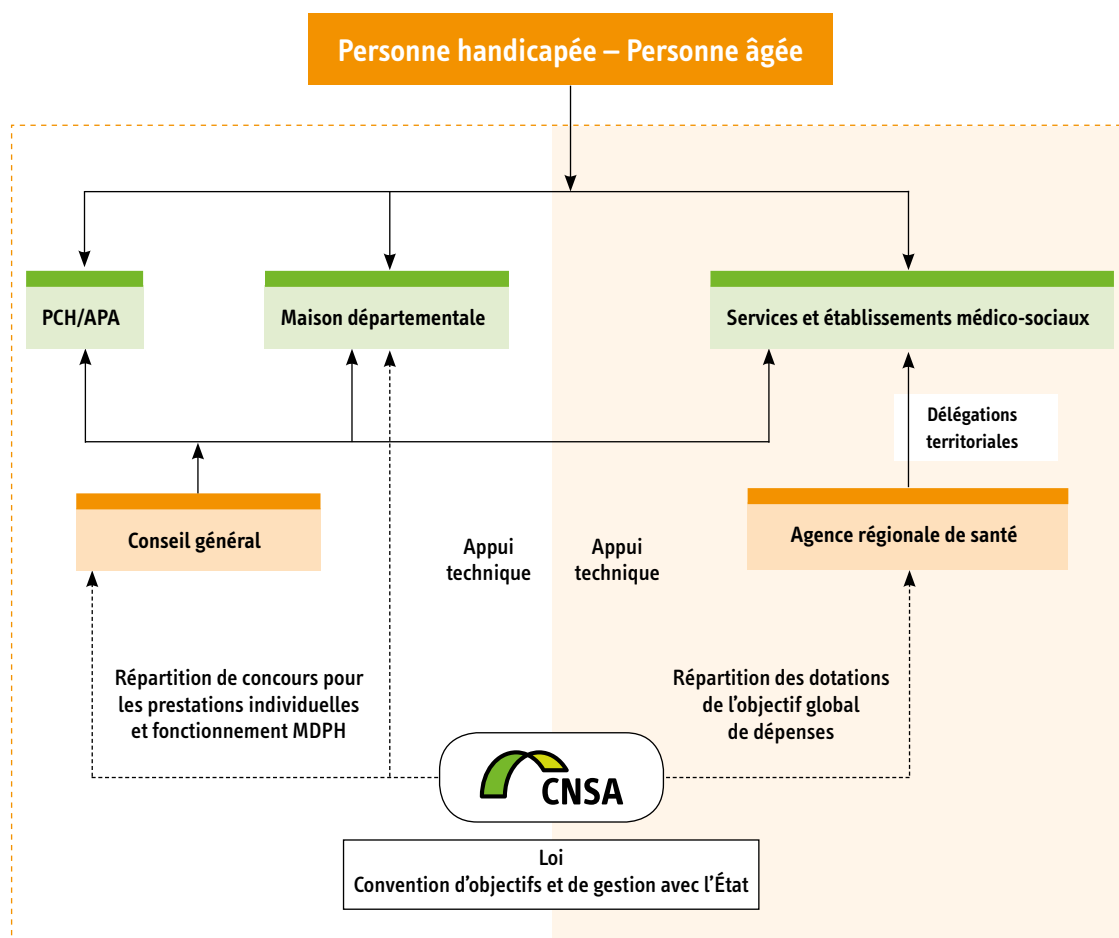 Personne handicapée – Personne âgée
PCH/APA
Maison départementale
Services et établissements médico-sociaux
Délégations
territoriales
Conseil général
Agence régionale de santé
Appui
technique
Appui
technique
Répartition de concours pour
les prestations individuelles
et fonctionnement MDPH
Répartition des dotations
de l’objectif global
de dépenses
CNSA
Loi
Convention d’objectifs et de gestion avec l’État